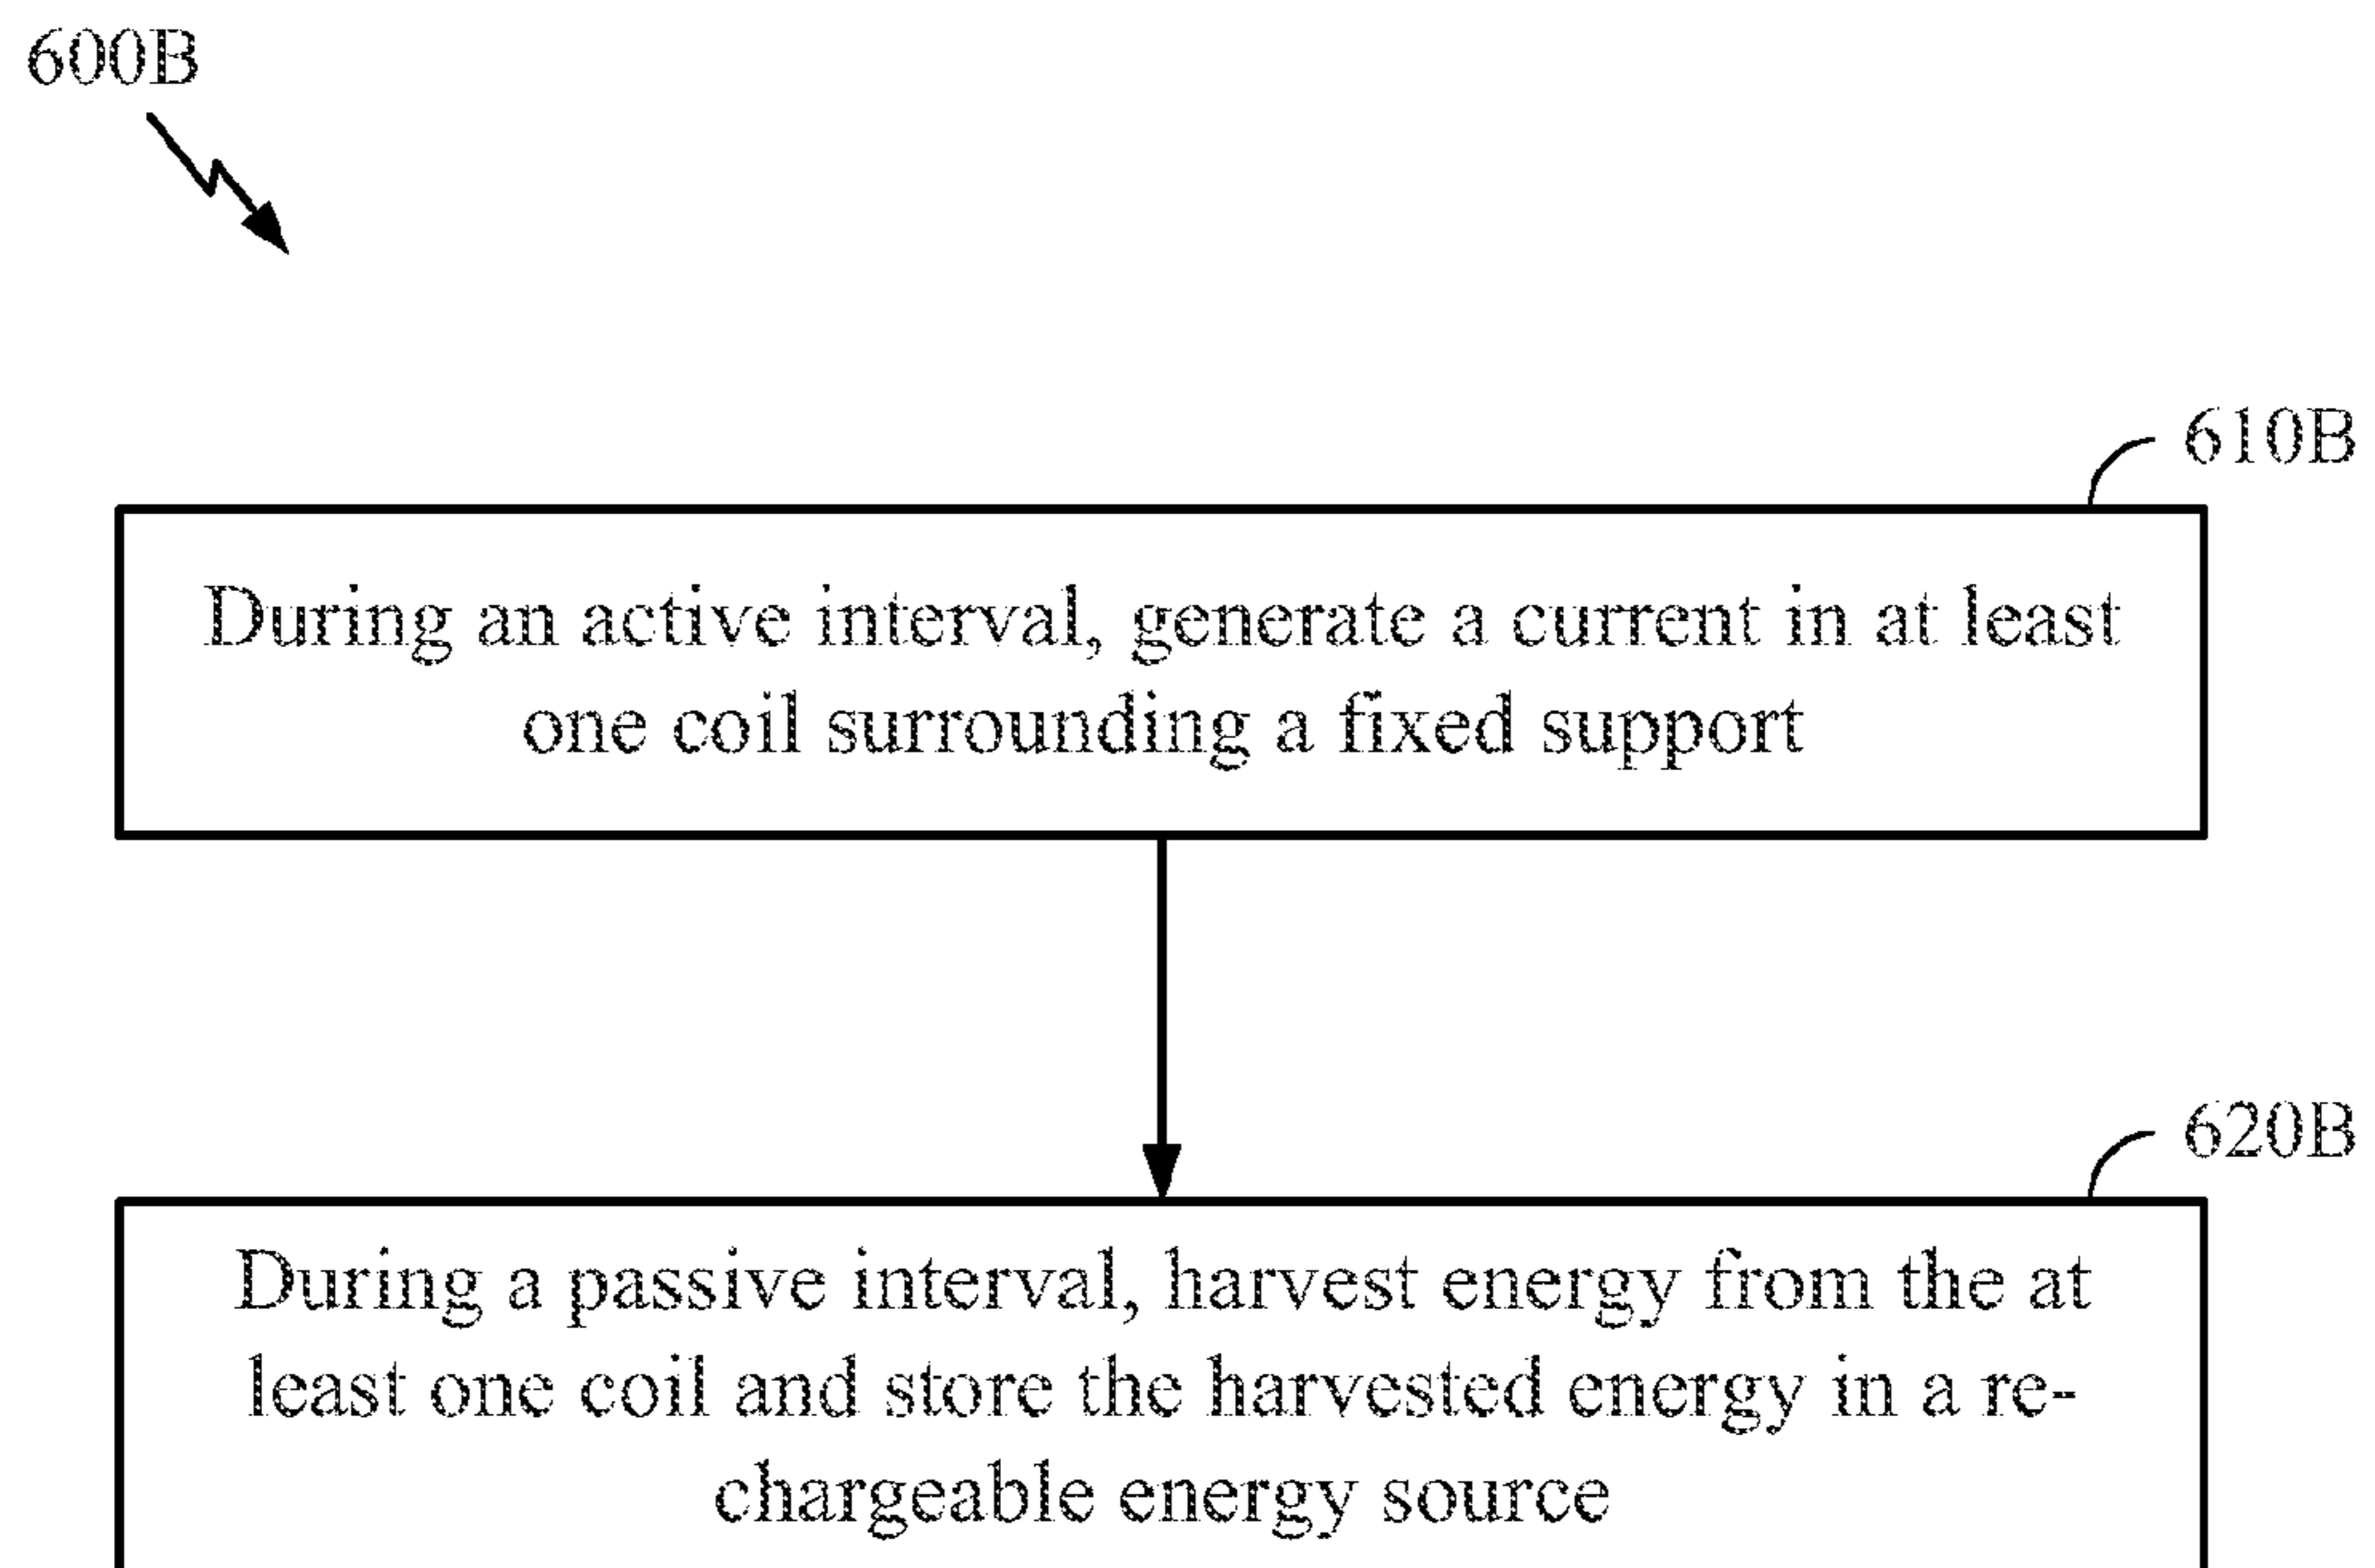 600B
610B
During an active interval, generate a current in at least
one coil surrounding a fixed support
620B
During a passive interval, harvest energy from the at
least one coil and store the harvested energy in a re-
chargeable energy source